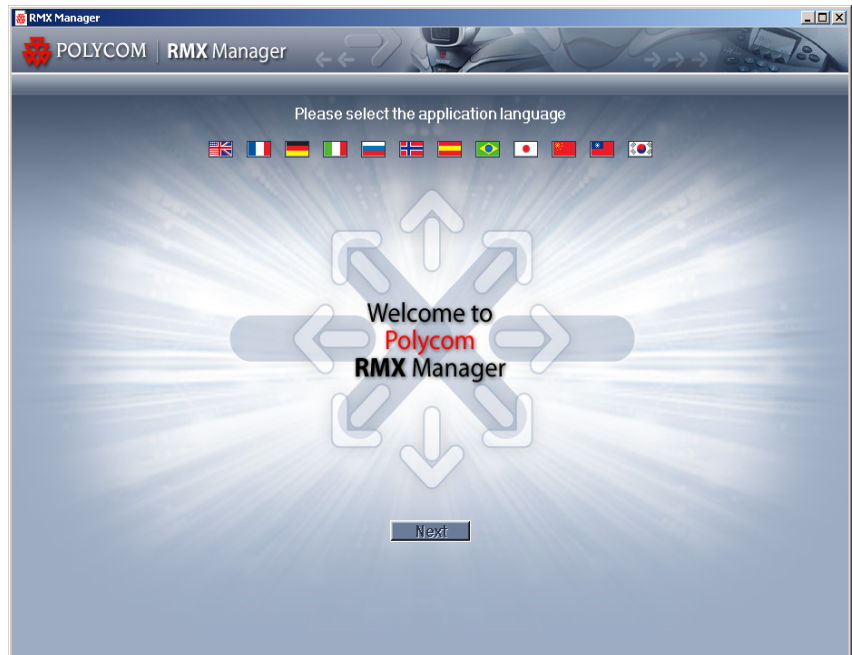 RMX Manager
POLYCOM | RMX Manager
Please select the application language
Welcome to
Polycom
RMX Manager
Next